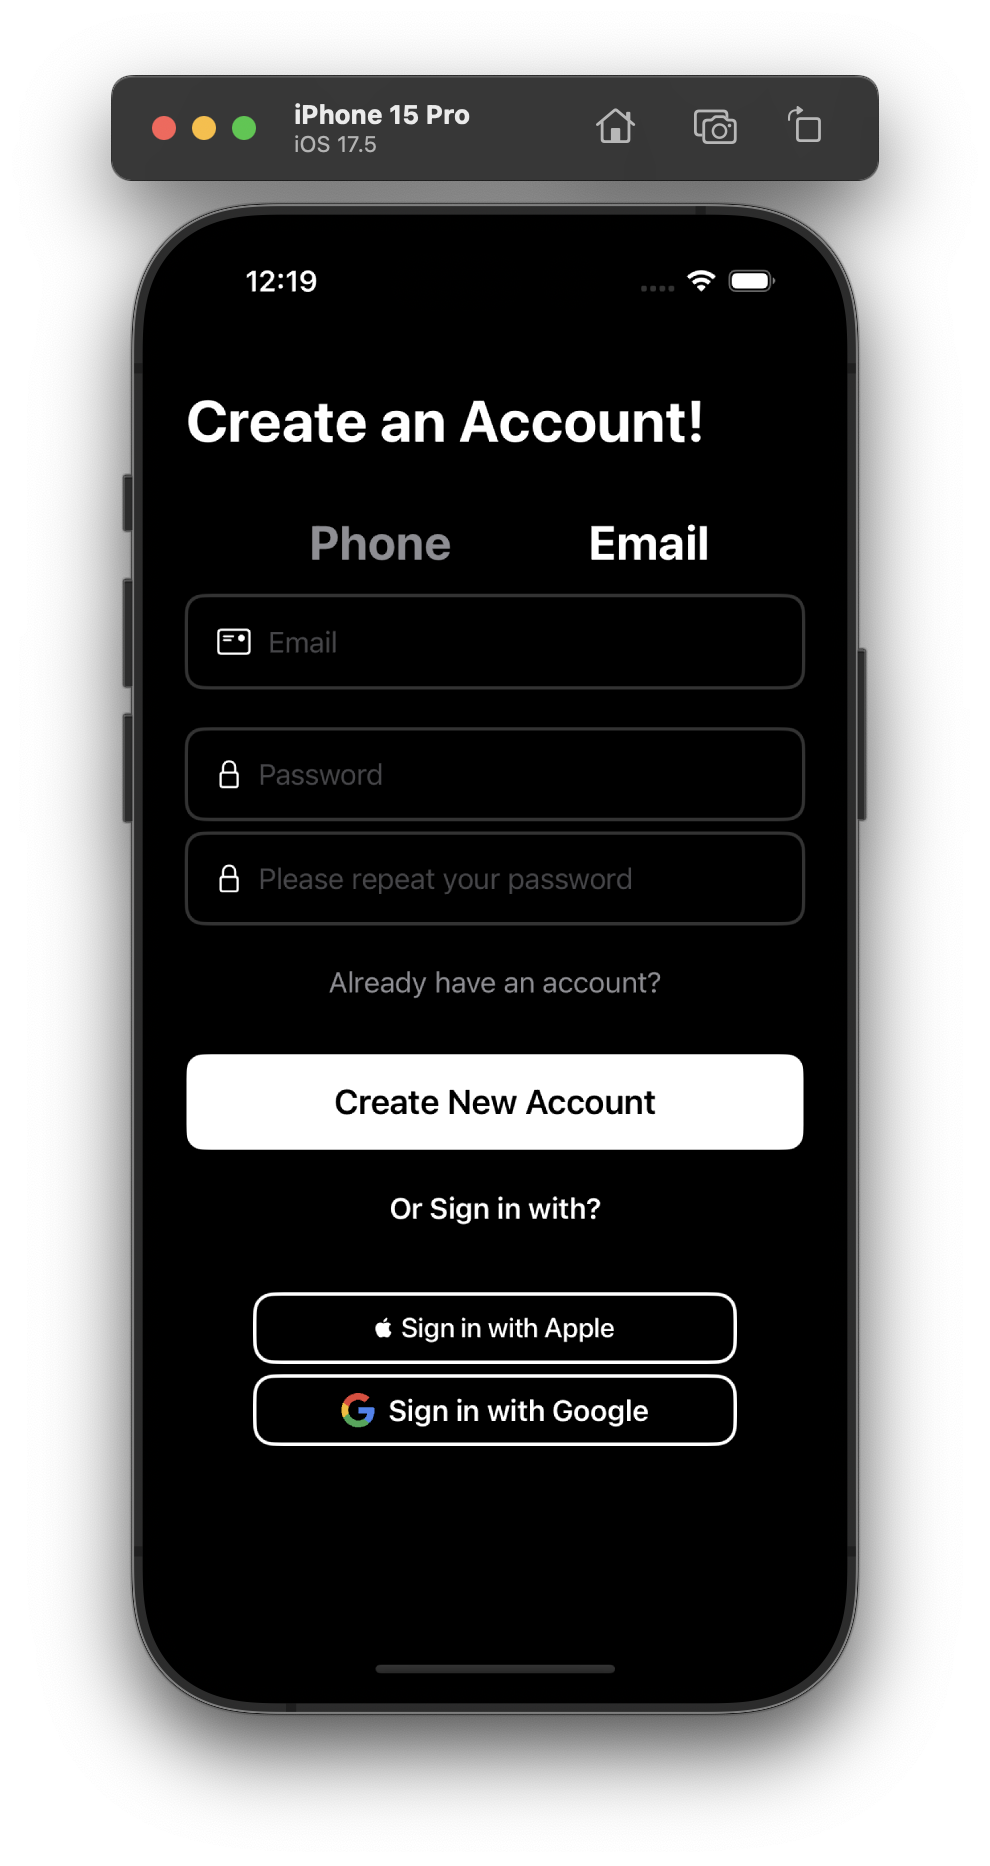 iPhone 15 Pro
iOS 17.5
12:19
Create an Account!
Phone Email
Email
Password
Please repeat your password
Already have an account?
Create New Account
Or Sign in with?
Sign in with Apple
Sign in with Google